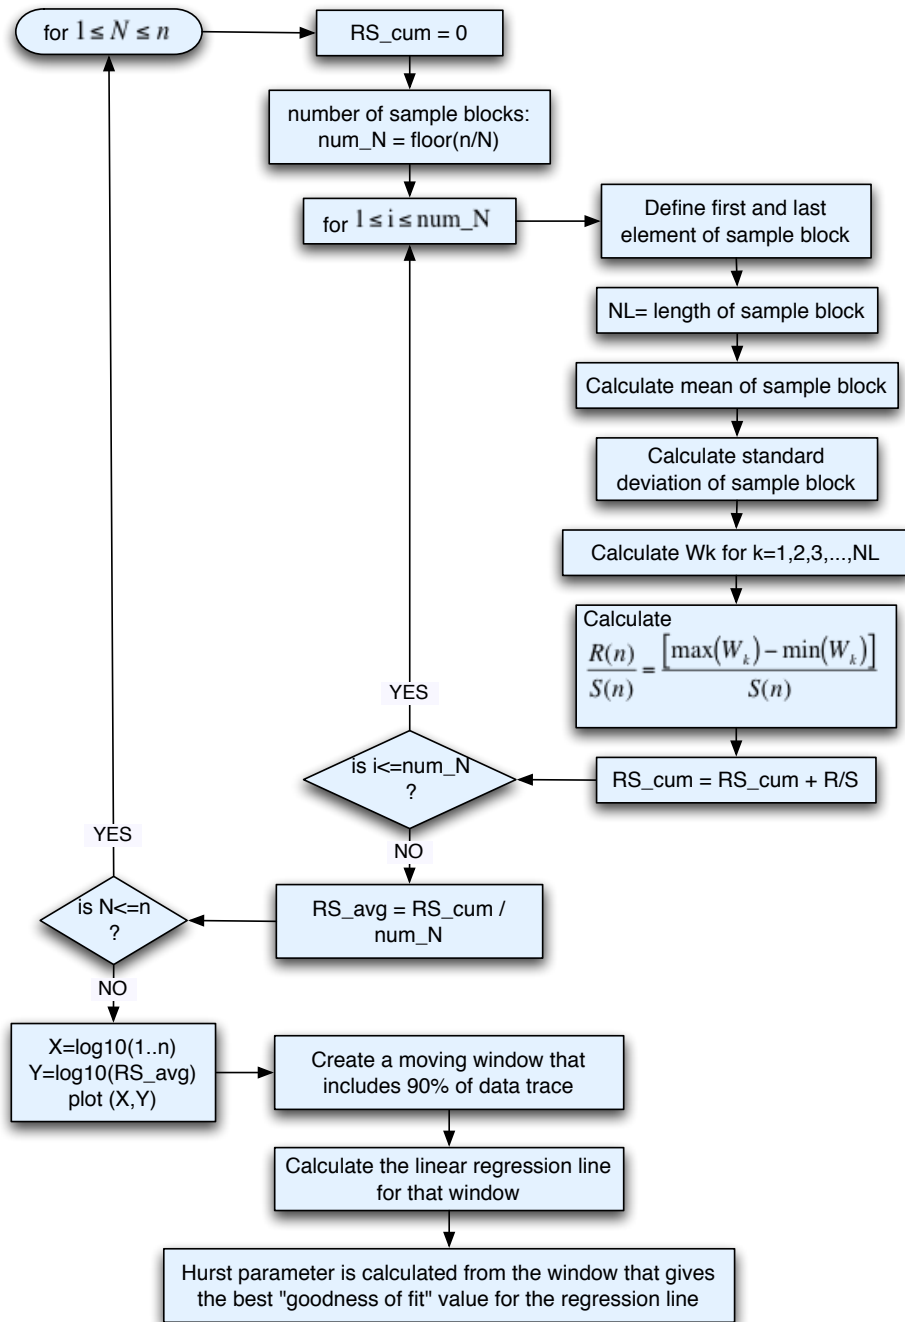 for 1 ≤ N ≤ n
RS_cum = 0
number of sample blocks:
num_N = floor(n/N)
for 1 ≤ i ≤ num_N
Define first and last
element of sample block
NL= length of sample block
Calculate mean of sample block
Calculate standard
deviation of sample block
Calculate Wk for k=1,2,3,...,NL
Calculate
R(n)/S(n) = [max(W_k) − min(W_k)]/S(n)
RS_cum = RS_cum + R/S
is i<=num_N
?
YES
NO
RS_avg = RS_cum /
num_N
is N<=n
?
YES
NO
X=log10(1..n)
Y=log10(RS_avg)
plot (X,Y)
Create a moving window that
includes 90% of data trace
Calculate the linear regression line
for that window
Hurst parameter is calculated from the window that gives
the best "goodness of fit" value for the regression line